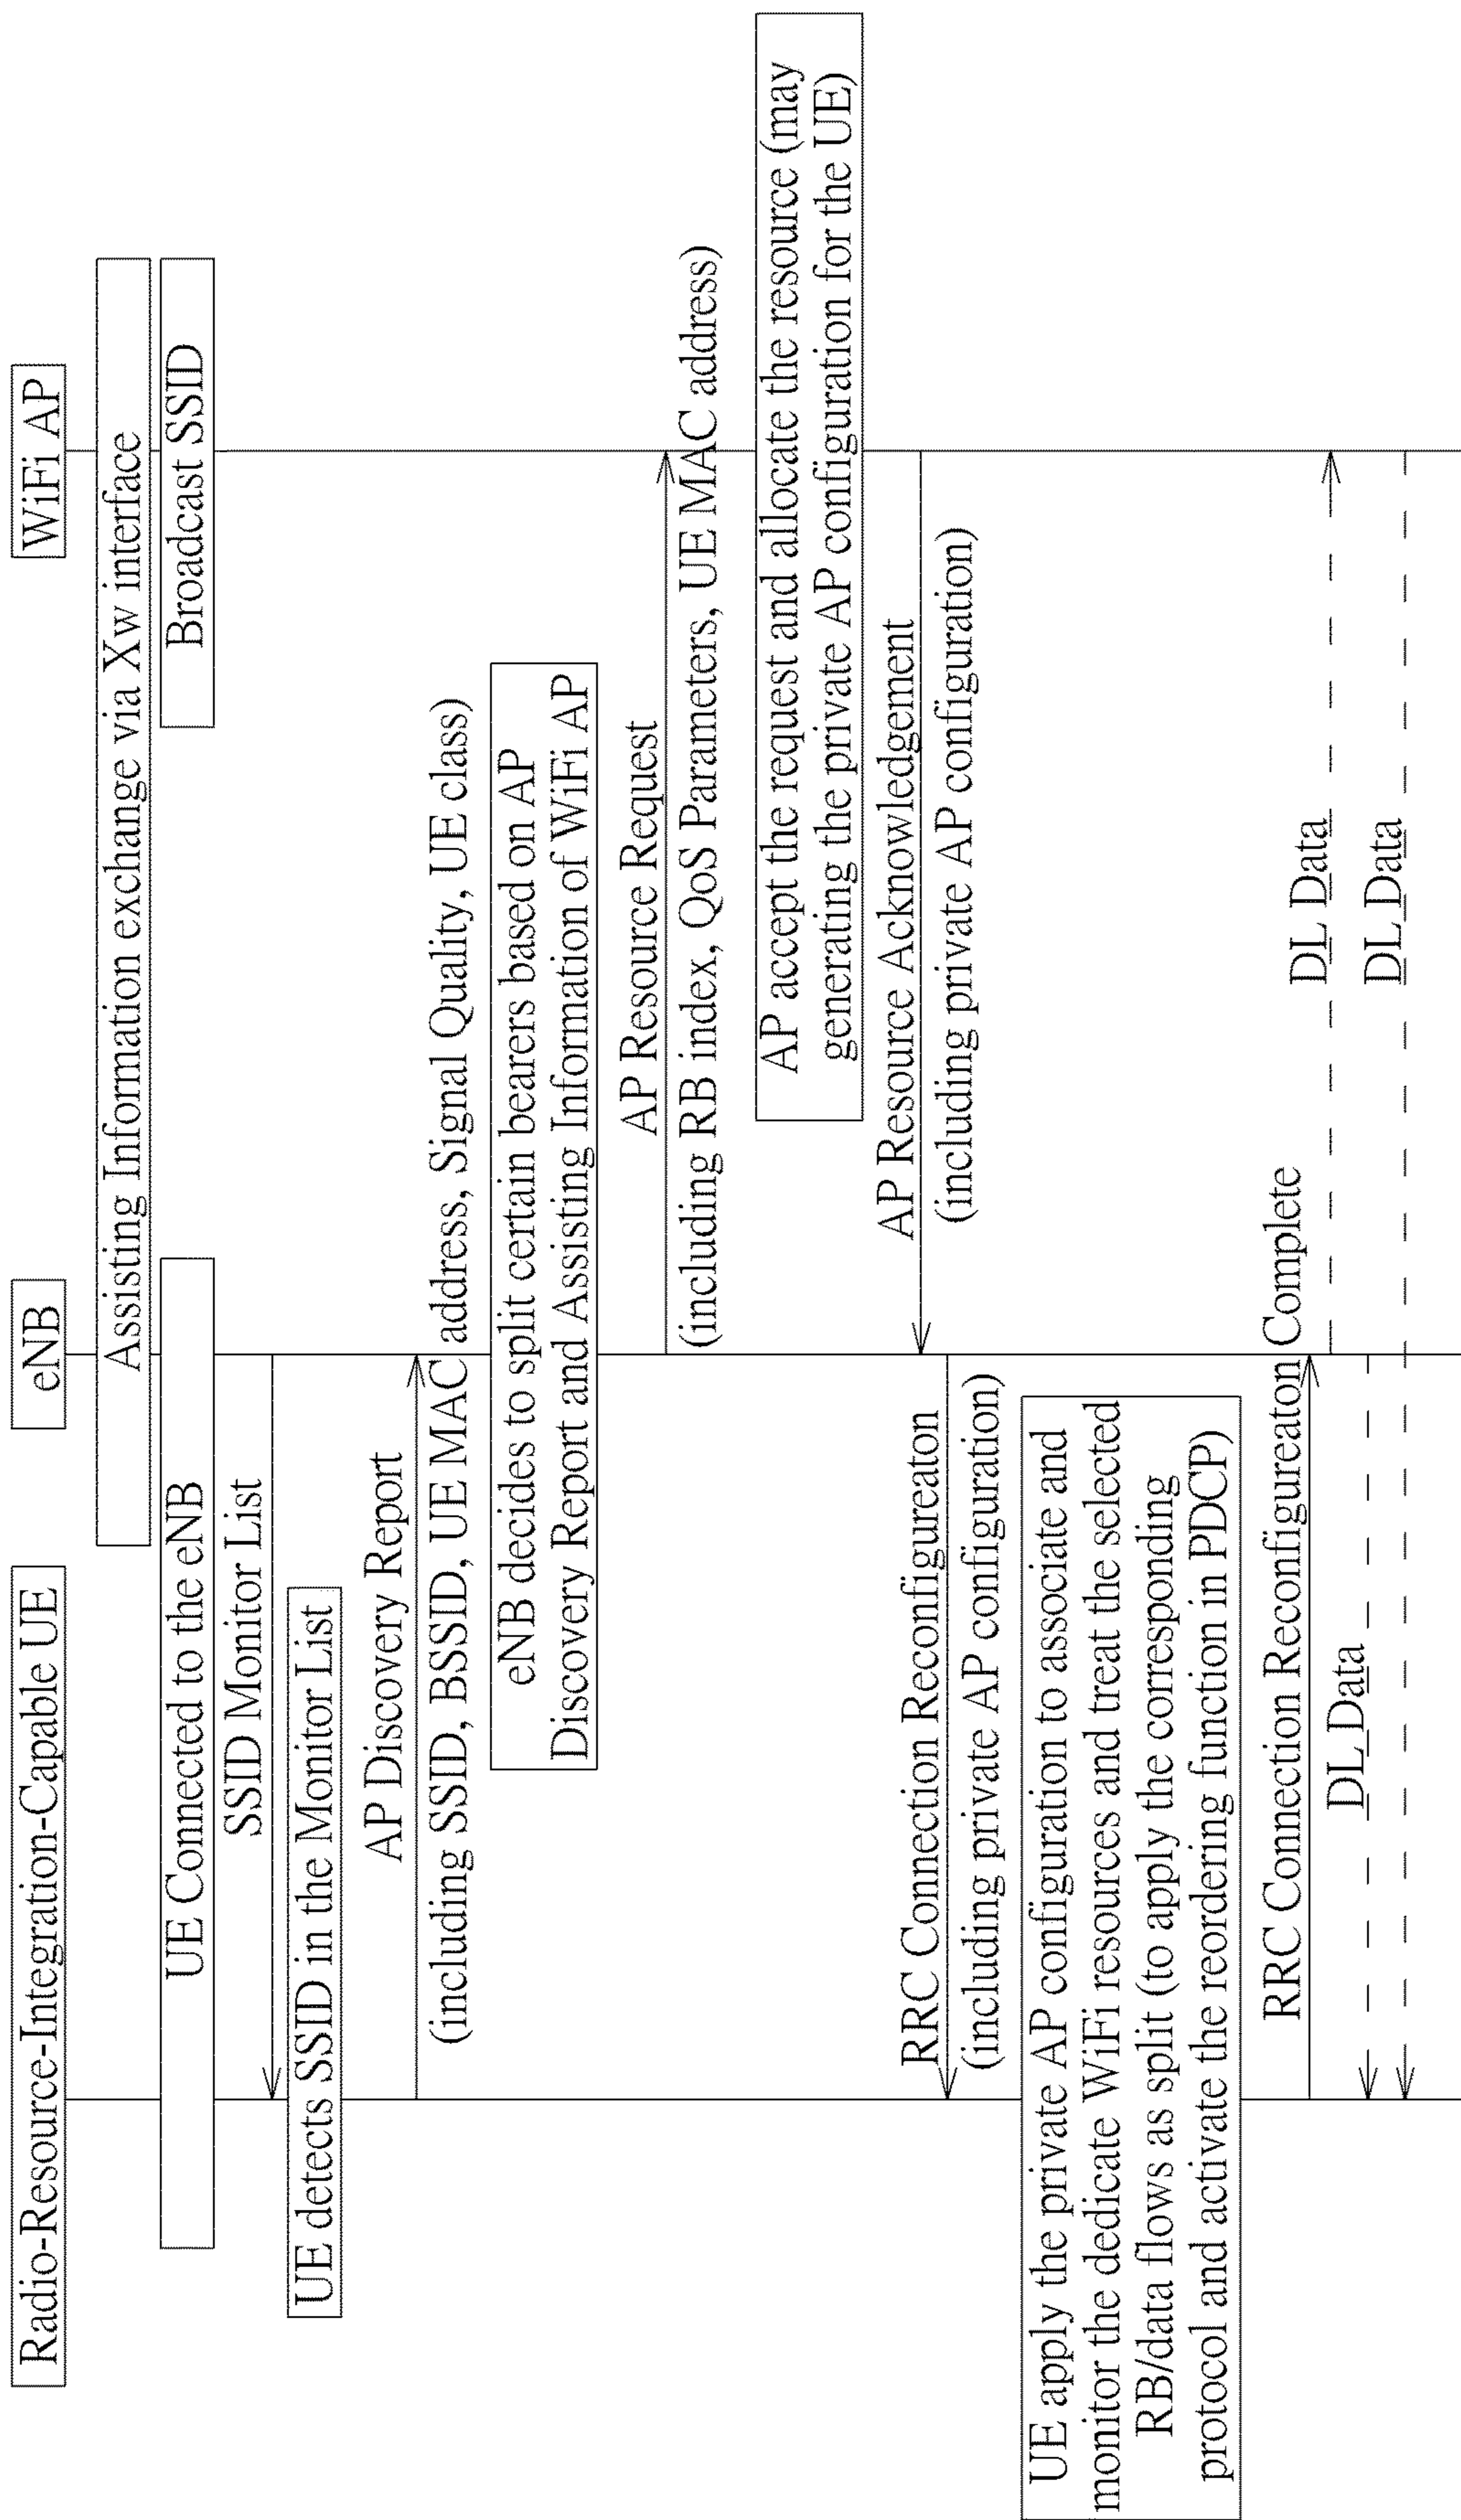 Radio-Resource-Integration-Capable UE
eNB
WiFi AP
Assisting Information exchange via Xw interface
UE Connected to the eNB
Broadcast SSID
SSID Monitor List
UE detects SSID in the Monitor List
AP Discovery Report
(including SSID, BSSID, UE MAC address, Signal Quality, UE class)
eNB decides to split certain bearers based on AP
Discovery Report and Assisting Information of WiFi AP
AP Resource Request
(including RB index, QoS Parameters, UE MAC address)
AP accept the request and allocate the resource (may
generating the private AP configuration for the UE)
AP Resource Acknowledgement
(including private AP configuration)
RRC Connection Reconfigureaton
(including private AP configuration)
UE apply the private AP configuration to associate and
monitor the dedicate WiFi resources and treat the selected
RB/data flows as split (to apply the corresponding
protocol and activate the reordering function in PDCP)
RRC Connection Reconfigureaton Complete
DL Data
DL Data
DL Data